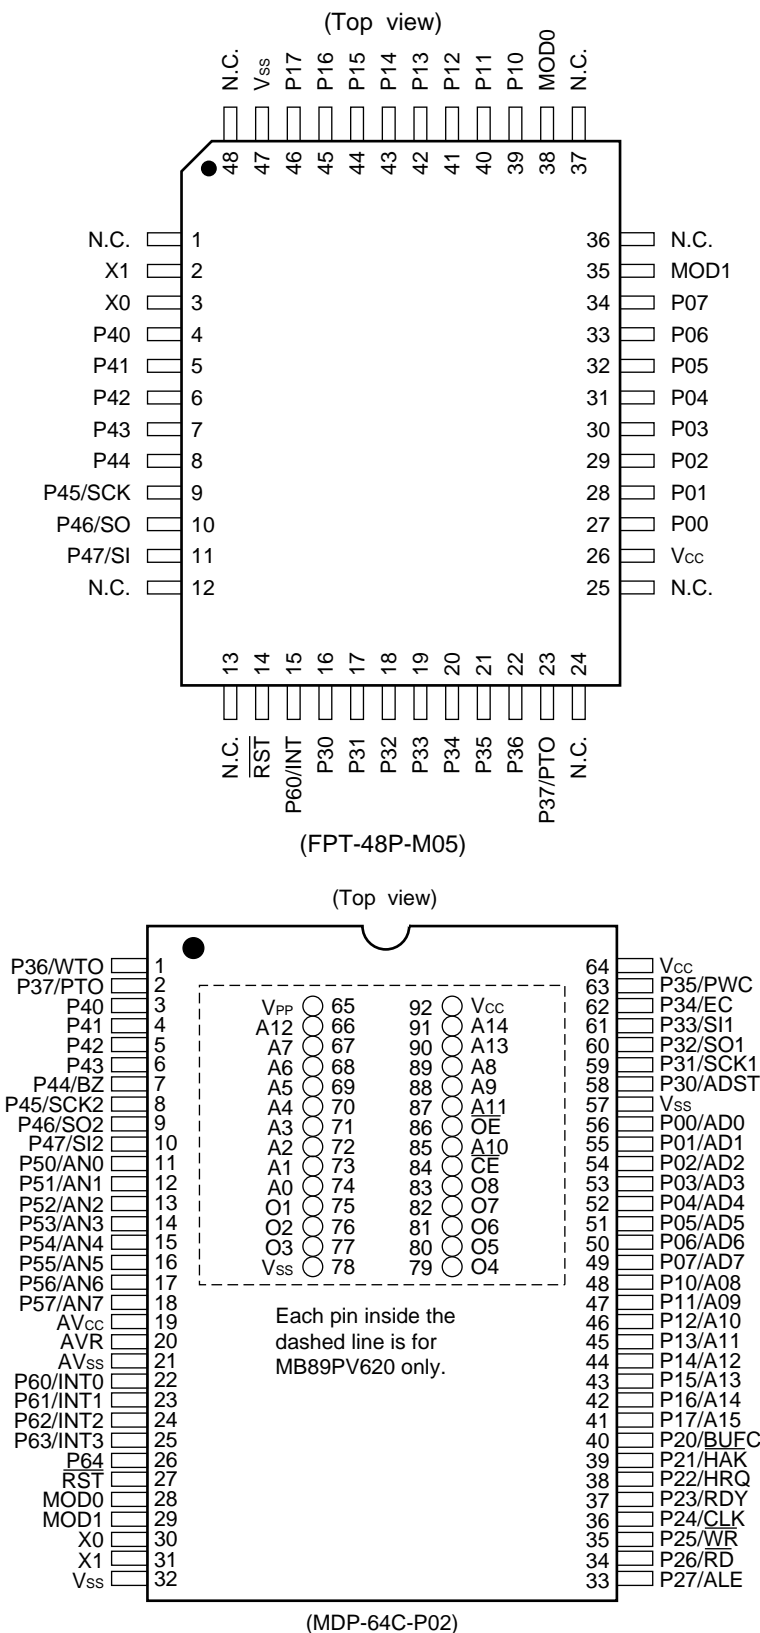 (Top view)
N.C. VSS P17 P16 P15 P14 P13 P12 P11 P10 MOD0 N.C.
48 47 46 45 44 43 42 41 40 39 38 37
N.C. 1 36 N.C.
X1 2 35 MOD1
X0 3 34 P07
P40 4 33 P06
P41 5 32 P05
P42 6 31 P04
P43 7 30 P03
P44 8 29 P02
P45/SCK 9 28 P01
P46/SO 10 27 P00
P47/SI 11 26 VCC
N.C. 12 25 N.C.
13 14 15 16 17 18 19 20 21 22 23 24
N.C. R̅S̅T̅ P60/INT P30 P31 P32 P33 P34 P35 P36 P37/PTO N.C.
(FPT-48P-M05)
(Top view)
P36/WTO 1 64 VCC
P37/PTO 2 63 P35/PWC
P40 3 VPP 65 92 VCC 62 P34/EC
P41 4 A12 66 91 A14 61 P33/SI1
P42 5 A7 67 90 A13 60 P32/SO1
P43 6 A6 68 89 A8 59 P31/SCK1
P44/BZ 7 A5 69 88 A9 58 P30/ADST
P45/SCK2 8 A4 70 87 A11 57 VSS
P46/SO2 9 A3 71 86 O̅E̅ 56 P00/AD0
P47/SI2 10 A2 72 85 A10 55 P01/AD1
P50/AN0 11 A1 73 84 C̅E̅ 54 P02/AD2
P51/AN1 12 A0 74 83 O8 53 P03/AD3
P52/AN2 13 O1 75 82 O7 52 P04/AD4
P53/AN3 14 O2 76 81 O6 51 P05/AD5
P54/AN4 15 O3 77 80 O5 50 P06/AD6
P55/AN5 16 VSS 78 79 O4 49 P07/AD7
P56/AN6 17 48 P10/A08
P57/AN7 18 Each pin inside the 47 P11/A09
AVCC 19 dashed line is for 46 P12/A10
AVR 20 MB89PV620 only. 45 P13/A11
AVSS 21 44 P14/A12
P60/INT0 22 43 P15/A13
P61/INT1 23 42 P16/A14
P62/INT2 24 41 P17/A15
P63/INT3 25 40 P20/BUFC
P64 26 39 P21/H̅A̅K̅
R̅S̅T̅ 27 38 P22/HRQ
MOD0 28 37 P23/RDY
MOD1 29 36 P24/CLK
X0 30 35 P25/W̅R̅
X1 31 34 P26/R̅D̅
VSS 32 33 P27/ALE
(MDP-64C-P02)